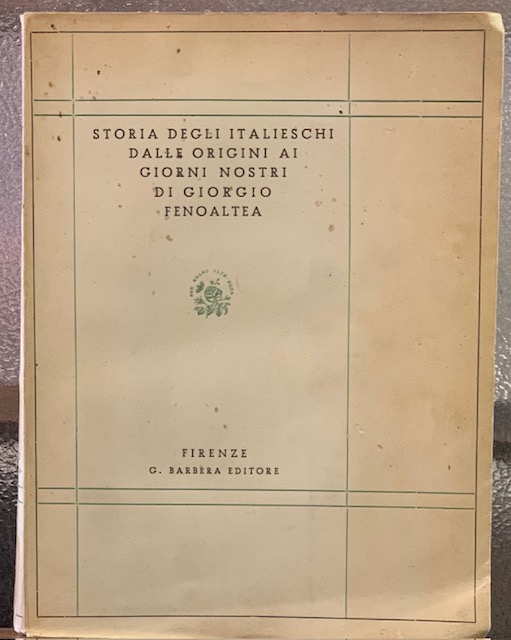 STORIA DEGLI ITALIESCHI
DALLE ORIGINI AI
GIORNI NOSTRI
DI GIORGIO
FENOALTEA
FIRENZE
G. BARBÈRA EDITORE